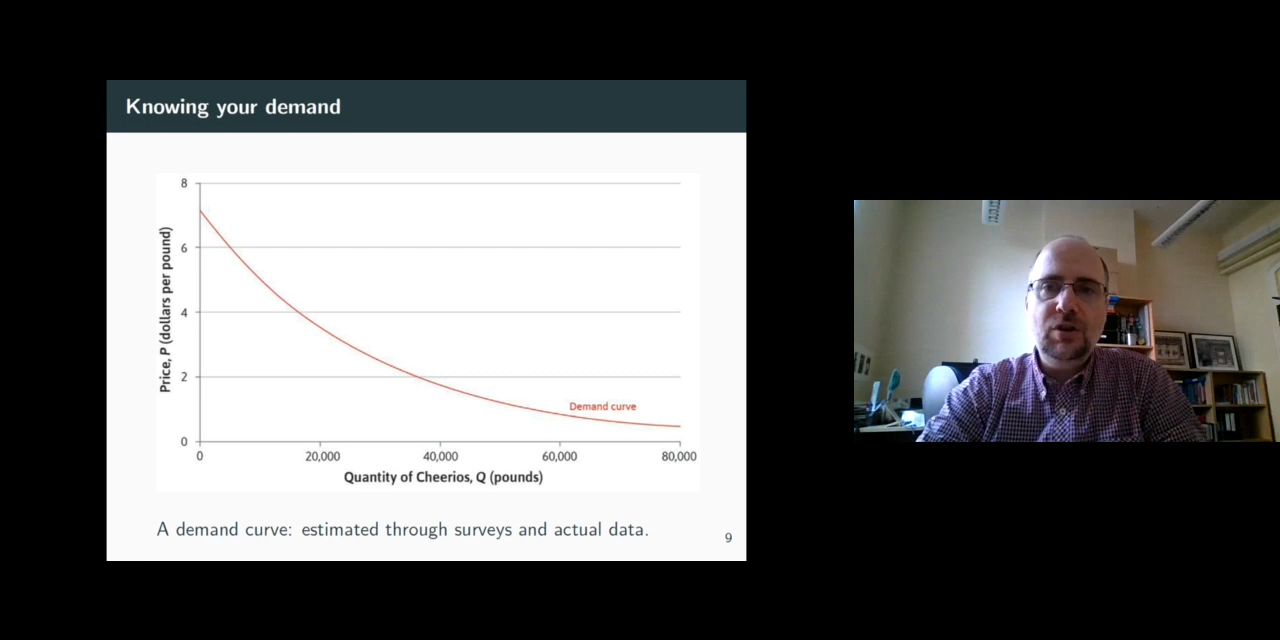 Knowing your demand
8
6
4
2
0
Price, P (dollars per pound)
Demand curve
0 20,000 40,000 60,000 80,000
Quantity of Cheerios, Q (pounds)
A demand curve: estimated through surveys and actual data.
9